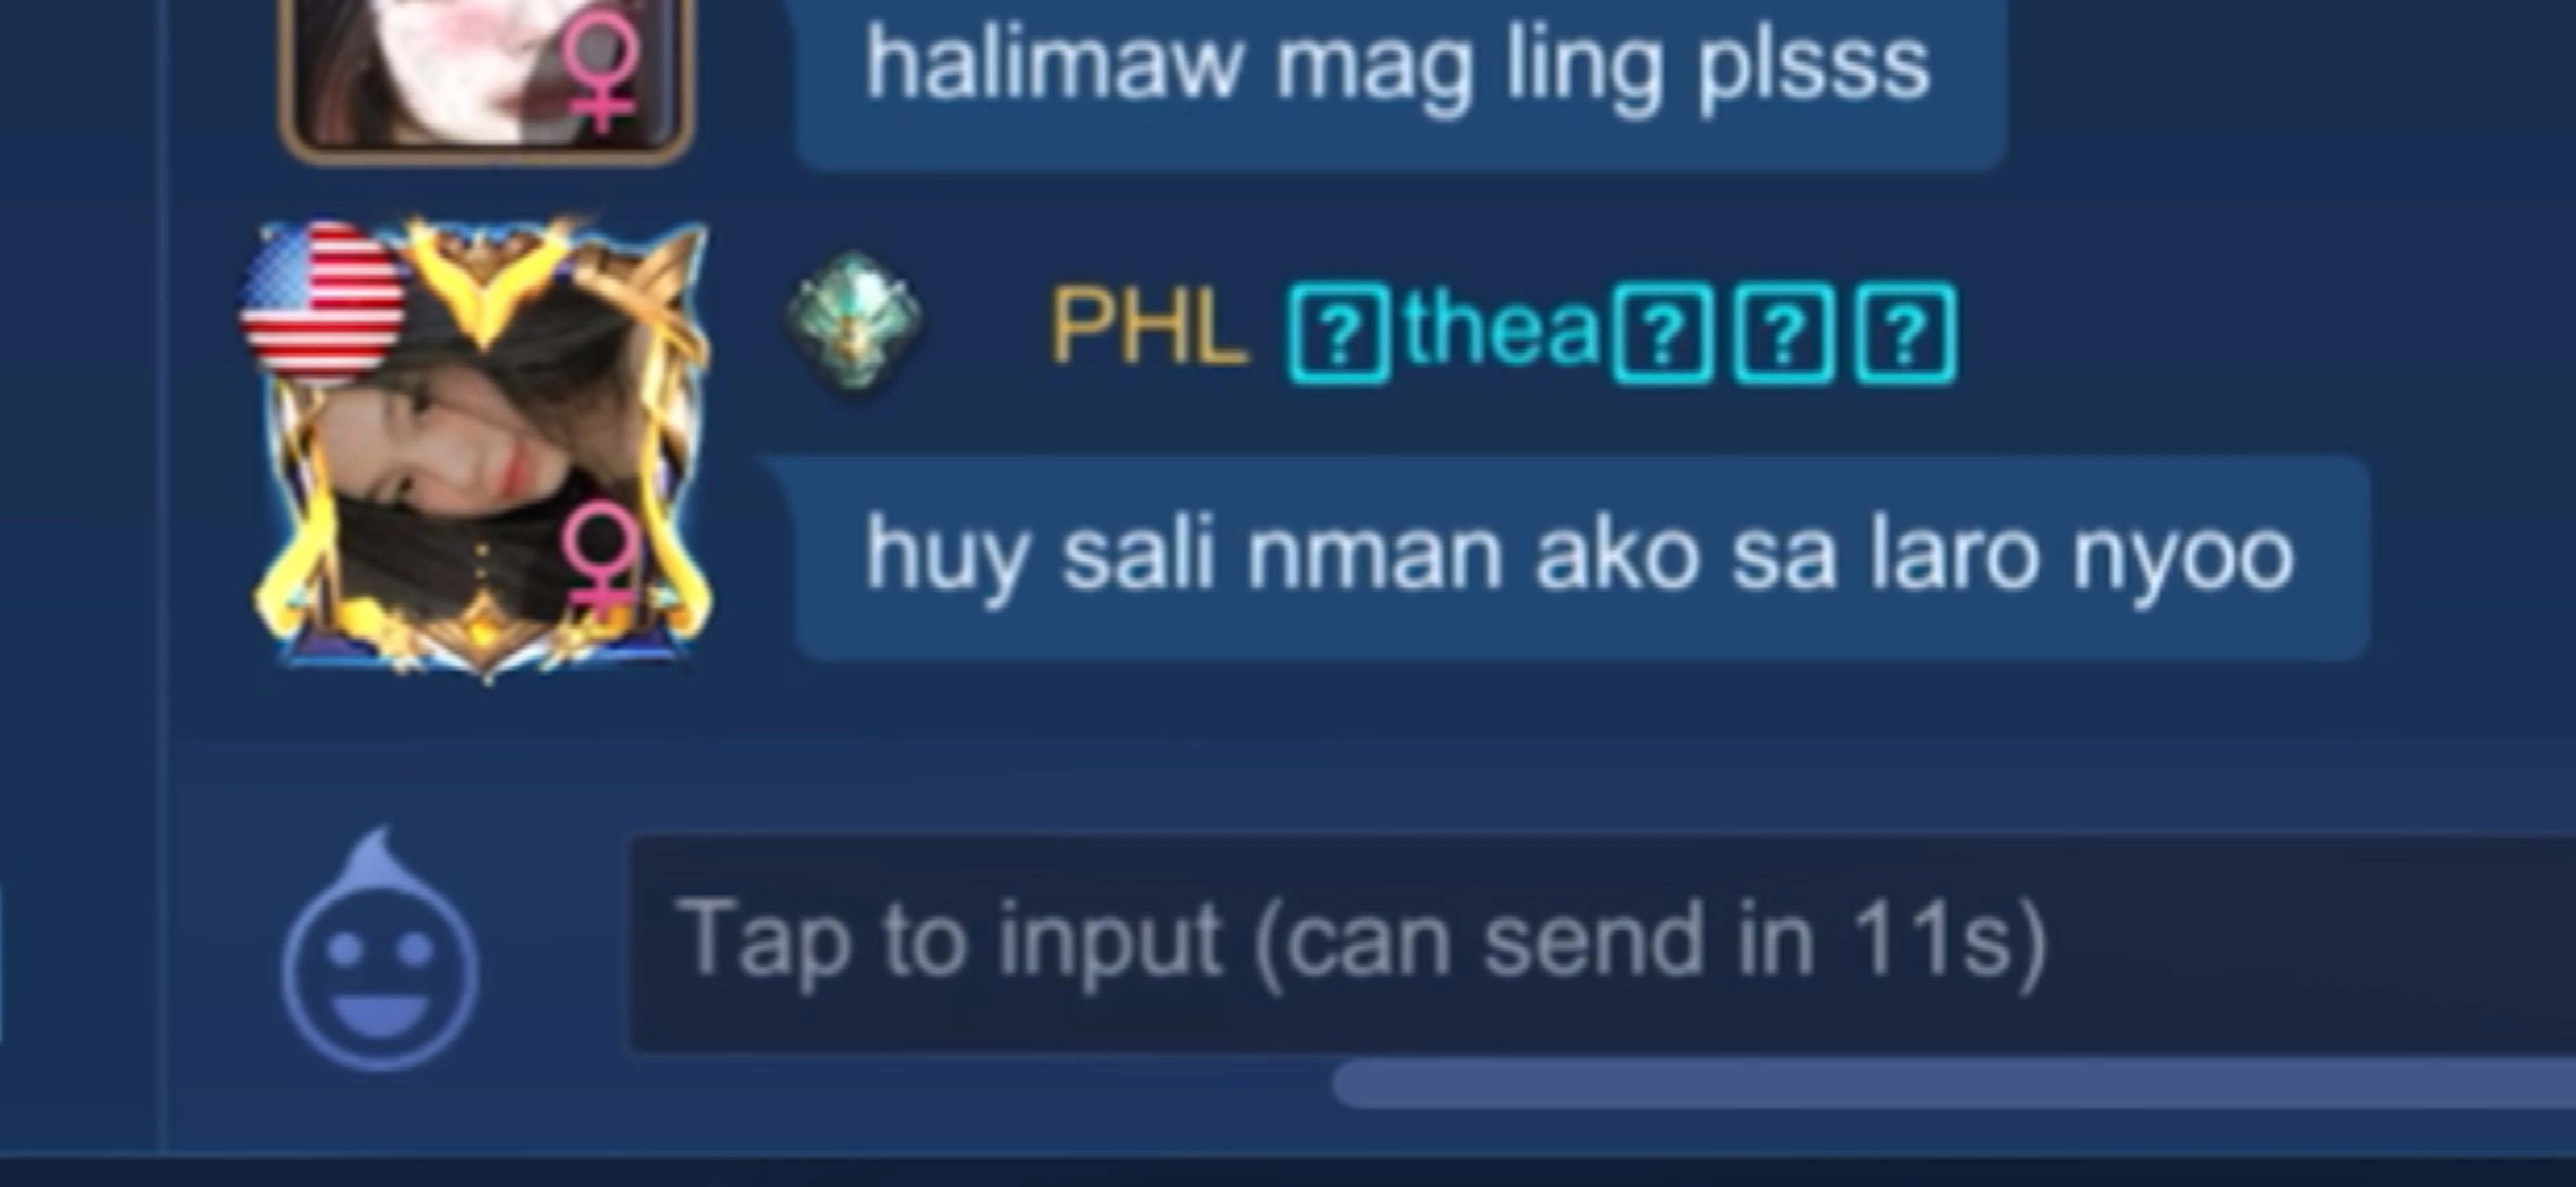 halimaw mag ling plsss
PHL �thea���
huy sali nman ako sa laro nyoo
Tap to input (can send in 11s)